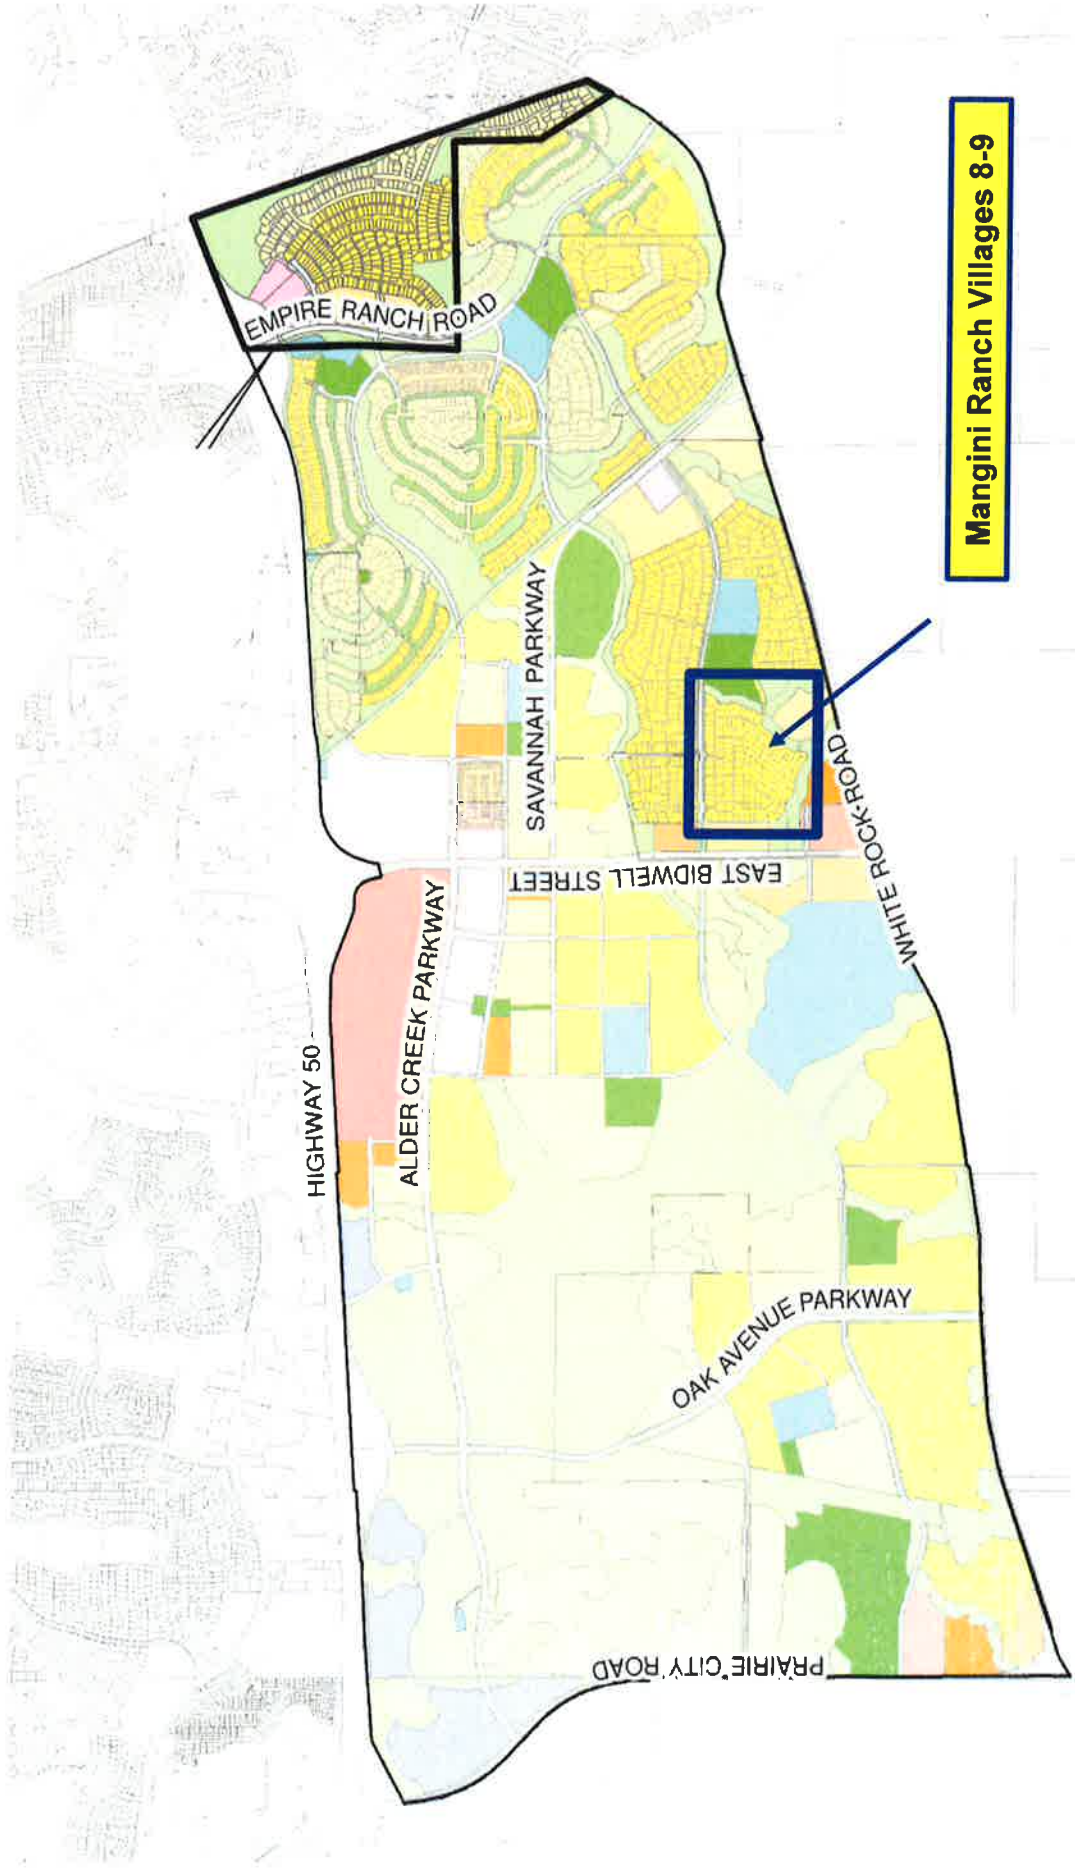 HIGHWAY 50
ALDER CREEK PARKWAY
EMPIRE RANCH ROAD
SAVANNAH PARKWAY
EAST BIDWELL STREET
WHITE ROCK ROAD
OAK AVENUE PARKWAY
PRAIRIE CITY ROAD
Mangini Ranch Villages 8-9